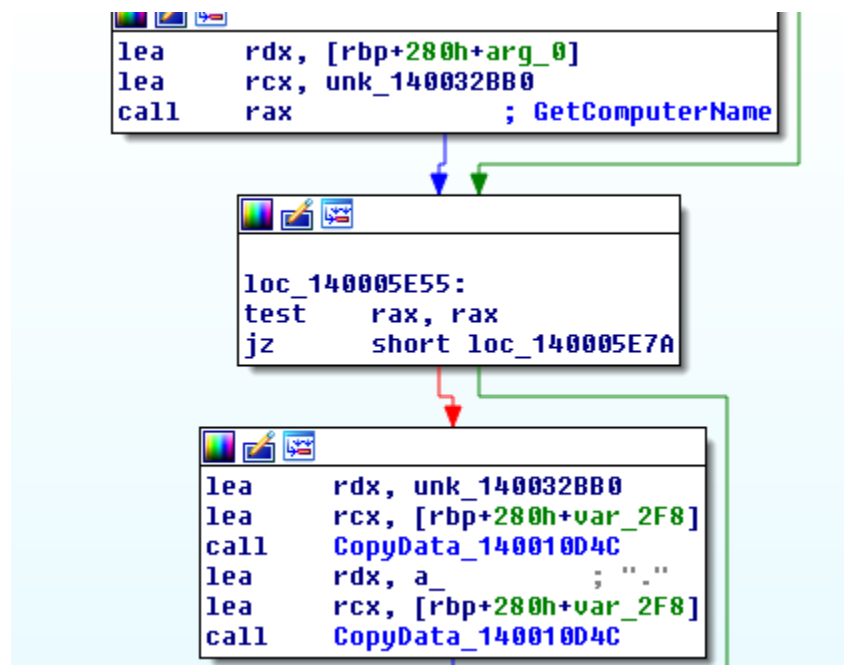 lea rdx, [rbp+280h+arg_0]
lea rcx, unk_140032BB0
call rax ; GetComputerName
loc_140005E55:
test rax, rax
jz short loc_140005E7A
lea rdx, unk_140032BB0
lea rcx, [rbp+280h+var_2F8]
call CopyData_140010D4C
lea rdx, a_ ; "."
lea rcx, [rbp+280h+var_2F8]
call CopyData_140010D4C